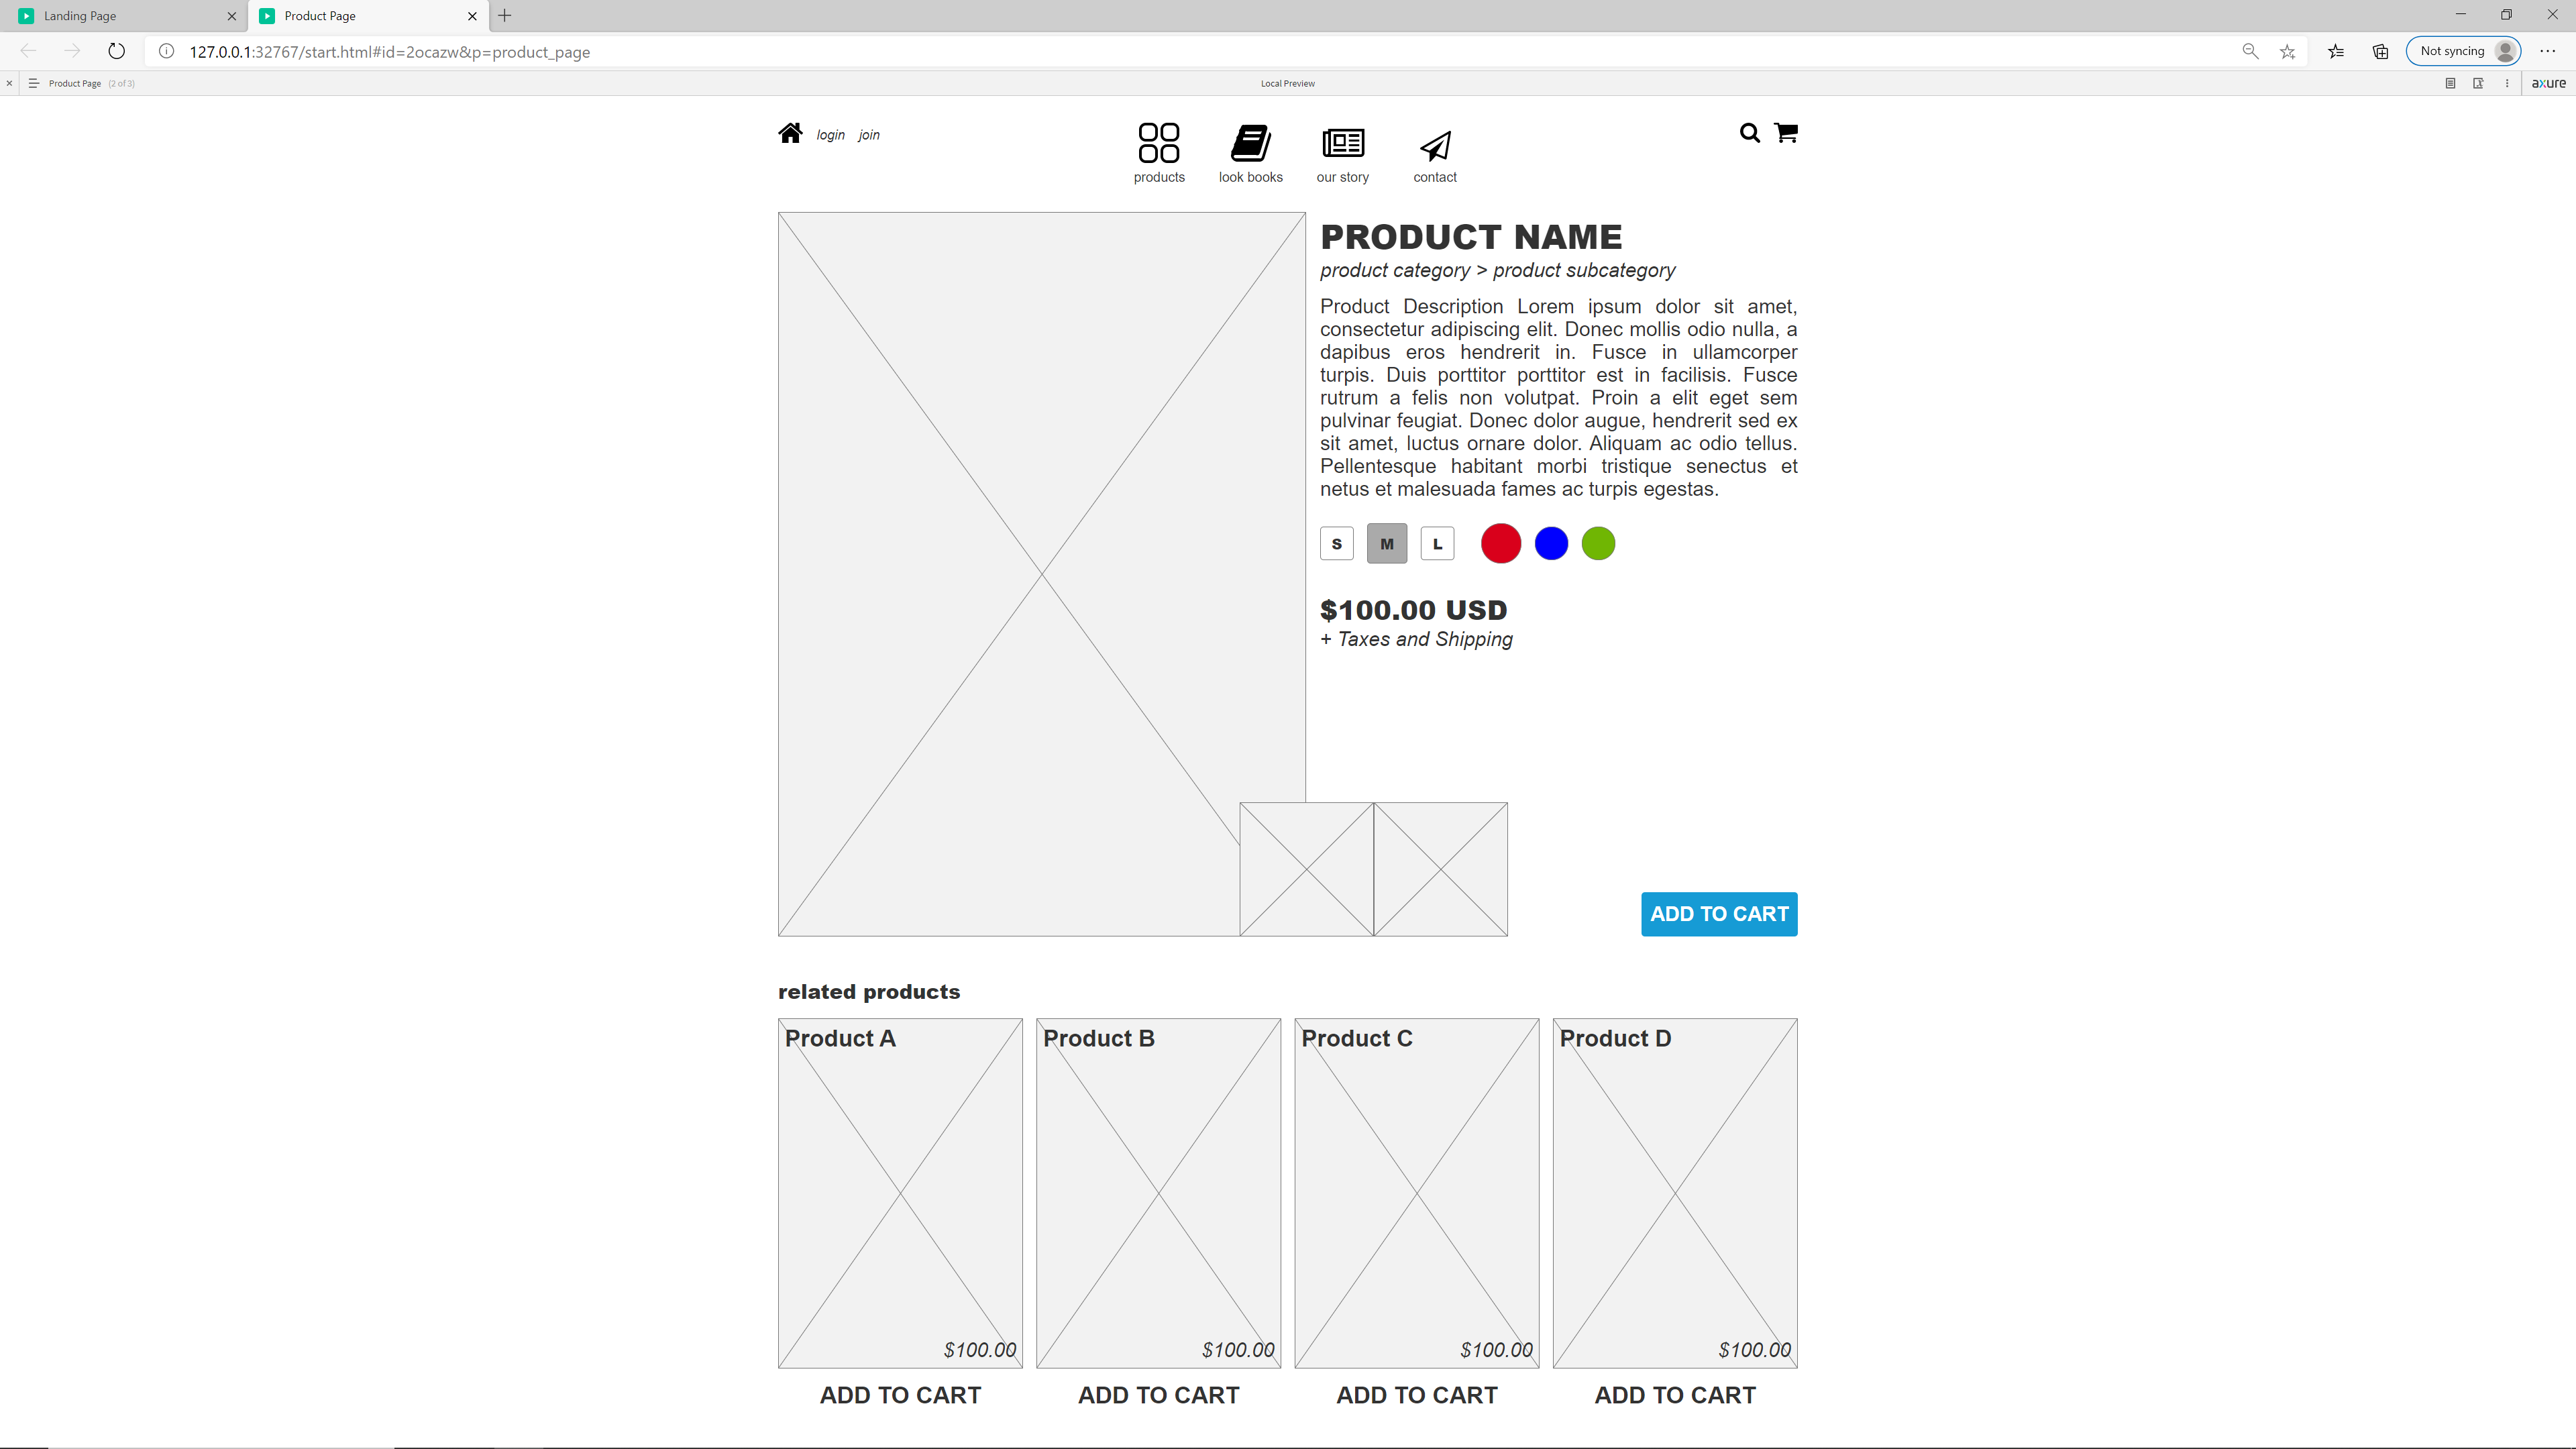 Landing Page
Product Page
127.0.0.1:32767/start.html#id=2ocazw&p=product_page
Not syncing
Product Page (2 of 3)
Local Preview
axure
login join
products look books our story contact
PRODUCT NAME
product category > product subcategory
Product Description Lorem ipsum dolor sit amet,
consectetur adipiscing elit. Donec mollis odio nulla, a
dapibus eros hendrerit in. Fusce in ullamcorper
turpis. Duis porttitor porttitor est in facilisis. Fusce
rutrum a felis non volutpat. Proin a elit eget sem
pulvinar feugiat. Donec dolor augue, hendrerit sed ex
sit amet, luctus ornare dolor. Aliquam ac odio tellus.
Pellentesque habitant morbi tristique senectus et
netus et malesuada fames ac turpis egestas.
S M L
$100.00 USD
+ Taxes and Shipping
ADD TO CART
related products
Product A Product B Product C Product D
$100.00 $100.00 $100.00 $100.00
ADD TO CART ADD TO CART ADD TO CART ADD TO CART